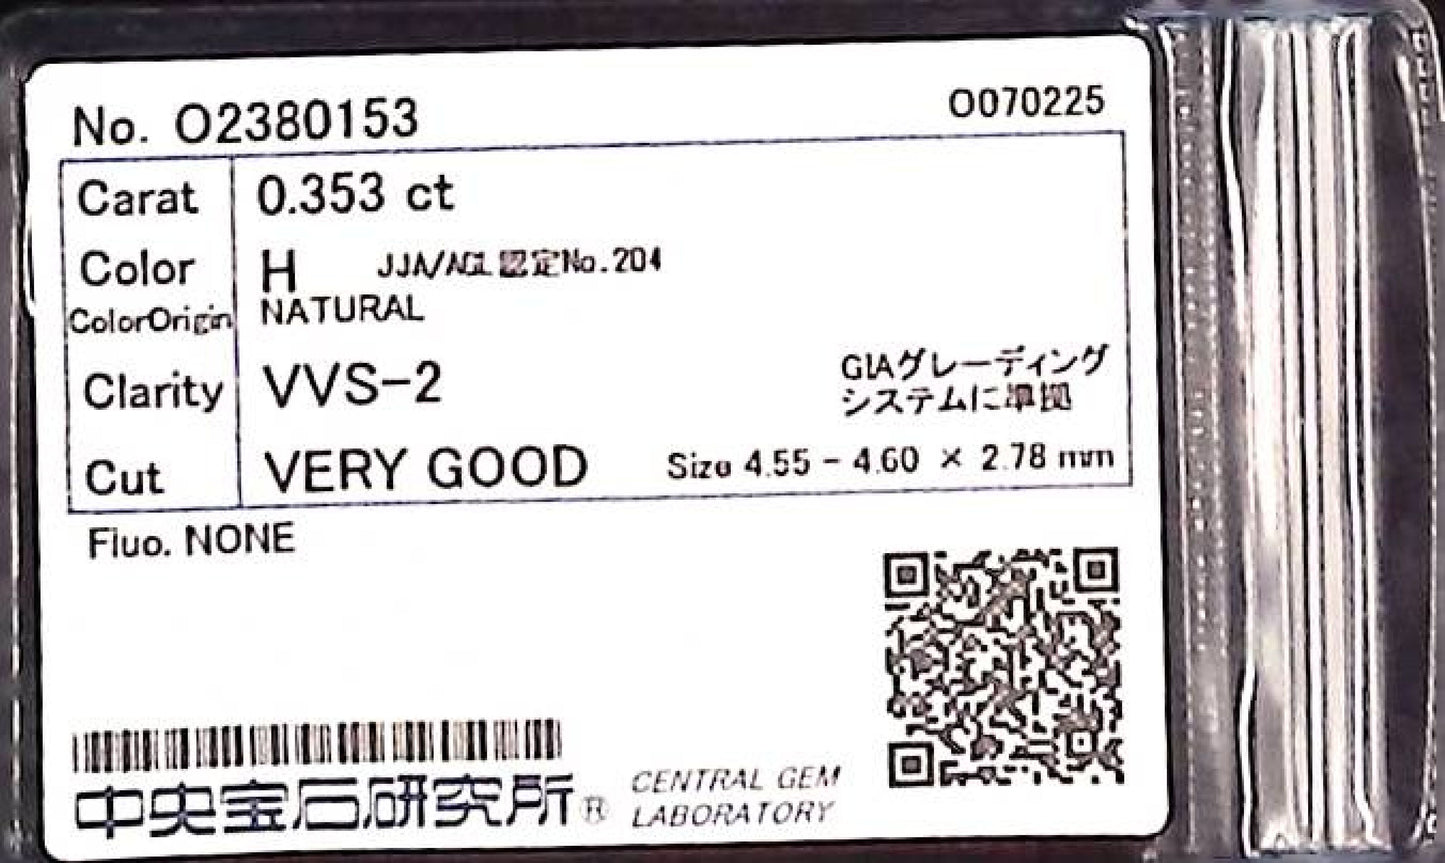 No. O2380153
O070225
Carat 0.353 ct
Color H JJA/AGL認定No.204
ColorOrigin NATURAL
Clarity VVS-2
GIAグレーディング
システムに準拠
Cut VERY GOOD Size 4.55 - 4.60 × 2.78 mm
Fluo. NONE
中央宝石研究所® CENTRAL GEM
LABORATORY